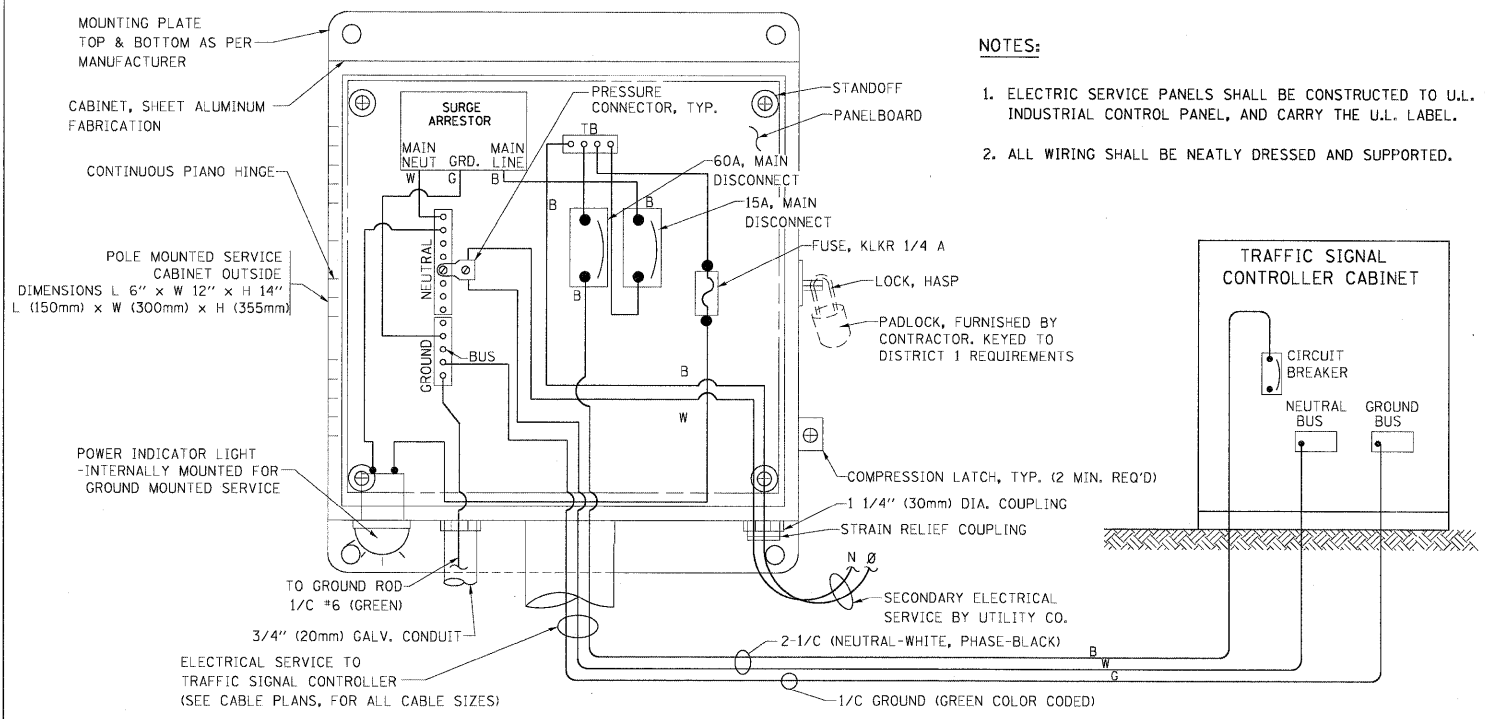 MOUNTING PLATE
TOP & BOTTOM AS PER
MANUFACTURER
CABINET, SHEET ALUMINUM
FABRICATION
CONTINUOUS PIANO HINGE
POLE MOUNTED SERVICE
CABINET OUTSIDE
DIMENSIONS L 6" x W 12" x H 14"
L (150mm) x W (300mm) x H (355mm)
POWER INDICATOR LIGHT
-INTERNALLY MOUNTED FOR
GROUND MOUNTED SERVICE
TO GROUND ROD
1/C #6 (GREEN)
3/4" (20mm) GALV. CONDUIT
ELECTRICAL SERVICE TO
TRAFFIC SIGNAL CONTROLLER
(SEE CABLE PLANS, FOR ALL CABLE SIZES)
SURGE
ARRESTOR
MAIN
NEUT
GRD.
MAIN
LINE
W
G
B
PRESSURE
CONNECTOR, TYP.
TB
NEUTRAL
GROUND
BUS
B
B
B
B
W
STANDOFF
PANELBOARD
60A, MAIN
DISCONNECT
15A, MAIN
DISCONNECT
FUSE, KLKR 1/4 A
LOCK, HASP
PADLOCK, FURNISHED BY
CONTRACTOR. KEYED TO
DISTRICT 1 REQUIREMENTS
COMPRESSION LATCH, TYP. (2 MIN. REQ'D)
1 1/4" (30mm) DIA. COUPLING
STRAIN RELIEF COUPLING
N Ø
SECONDARY ELECTRICAL
SERVICE BY UTILITY CO.
2-1/C (NEUTRAL-WHITE, PHASE-BLACK)
B
W
G
1/C GROUND (GREEN COLOR CODED)
NOTES:
1. ELECTRIC SERVICE PANELS SHALL BE CONSTRUCTED TO U.L.
INDUSTRIAL CONTROL PANEL, AND CARRY THE U.L. LABEL.
2. ALL WIRING SHALL BE NEATLY DRESSED AND SUPPORTED.
TRAFFIC SIGNAL
CONTROLLER CABINET
CIRCUIT
BREAKER
NEUTRAL
BUS
GROUND
BUS